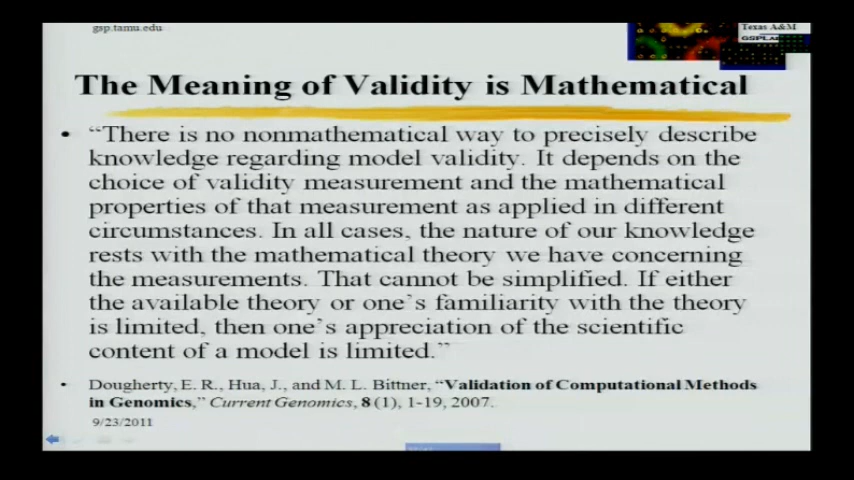 gsp.tamu.edu
Texas A&M
GSPLAB
The Meaning of Validity is Mathematical
• “There is no nonmathematical way to precisely describe
knowledge regarding model validity. It depends on the
choice of validity measurement and the mathematical
properties of that measurement as applied in different
circumstances. In all cases, the nature of our knowledge
rests with the mathematical theory we have concerning
the measurements. That cannot be simplified. If either
the available theory or one’s familiarity with the theory
is limited, then one’s appreciation of the scientific
content of a model is limited.”
• Dougherty, E. R., Hua, J., and M. L. Bittner, “Validation of Computational Methods
in Genomics,” Current Genomics, 8 (1), 1-19, 2007.
9/23/2011